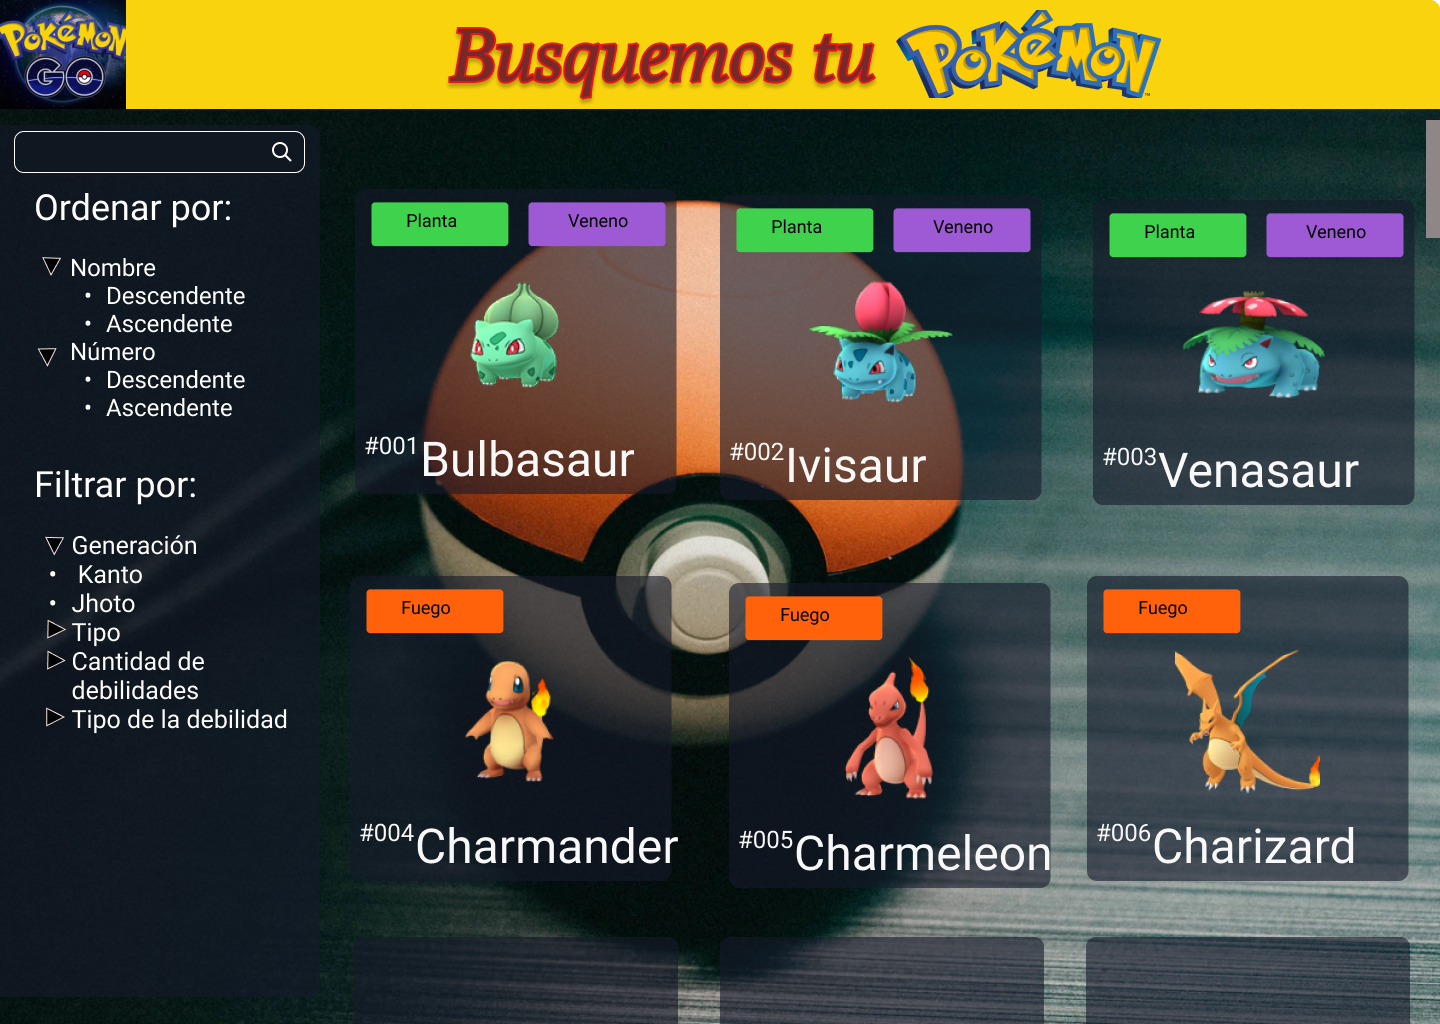 POKéMON
GO
Busquemos tu POKéMON
TM
Ordenar por:
Nombre
• Descendente
• Ascendente
Número
• Descendente
• Ascendente
Filtrar por:
Generación
• Kanto
• Jhoto
Tipo
Cantidad de
debilidades
Tipo de la debilidad
Planta Veneno
#001Bulbasaur
Planta Veneno
#002Ivisaur
Planta Veneno
#003Venasaur
Fuego
#004Charmander
Fuego
#005Charmeleon
Fuego
#006Charizard